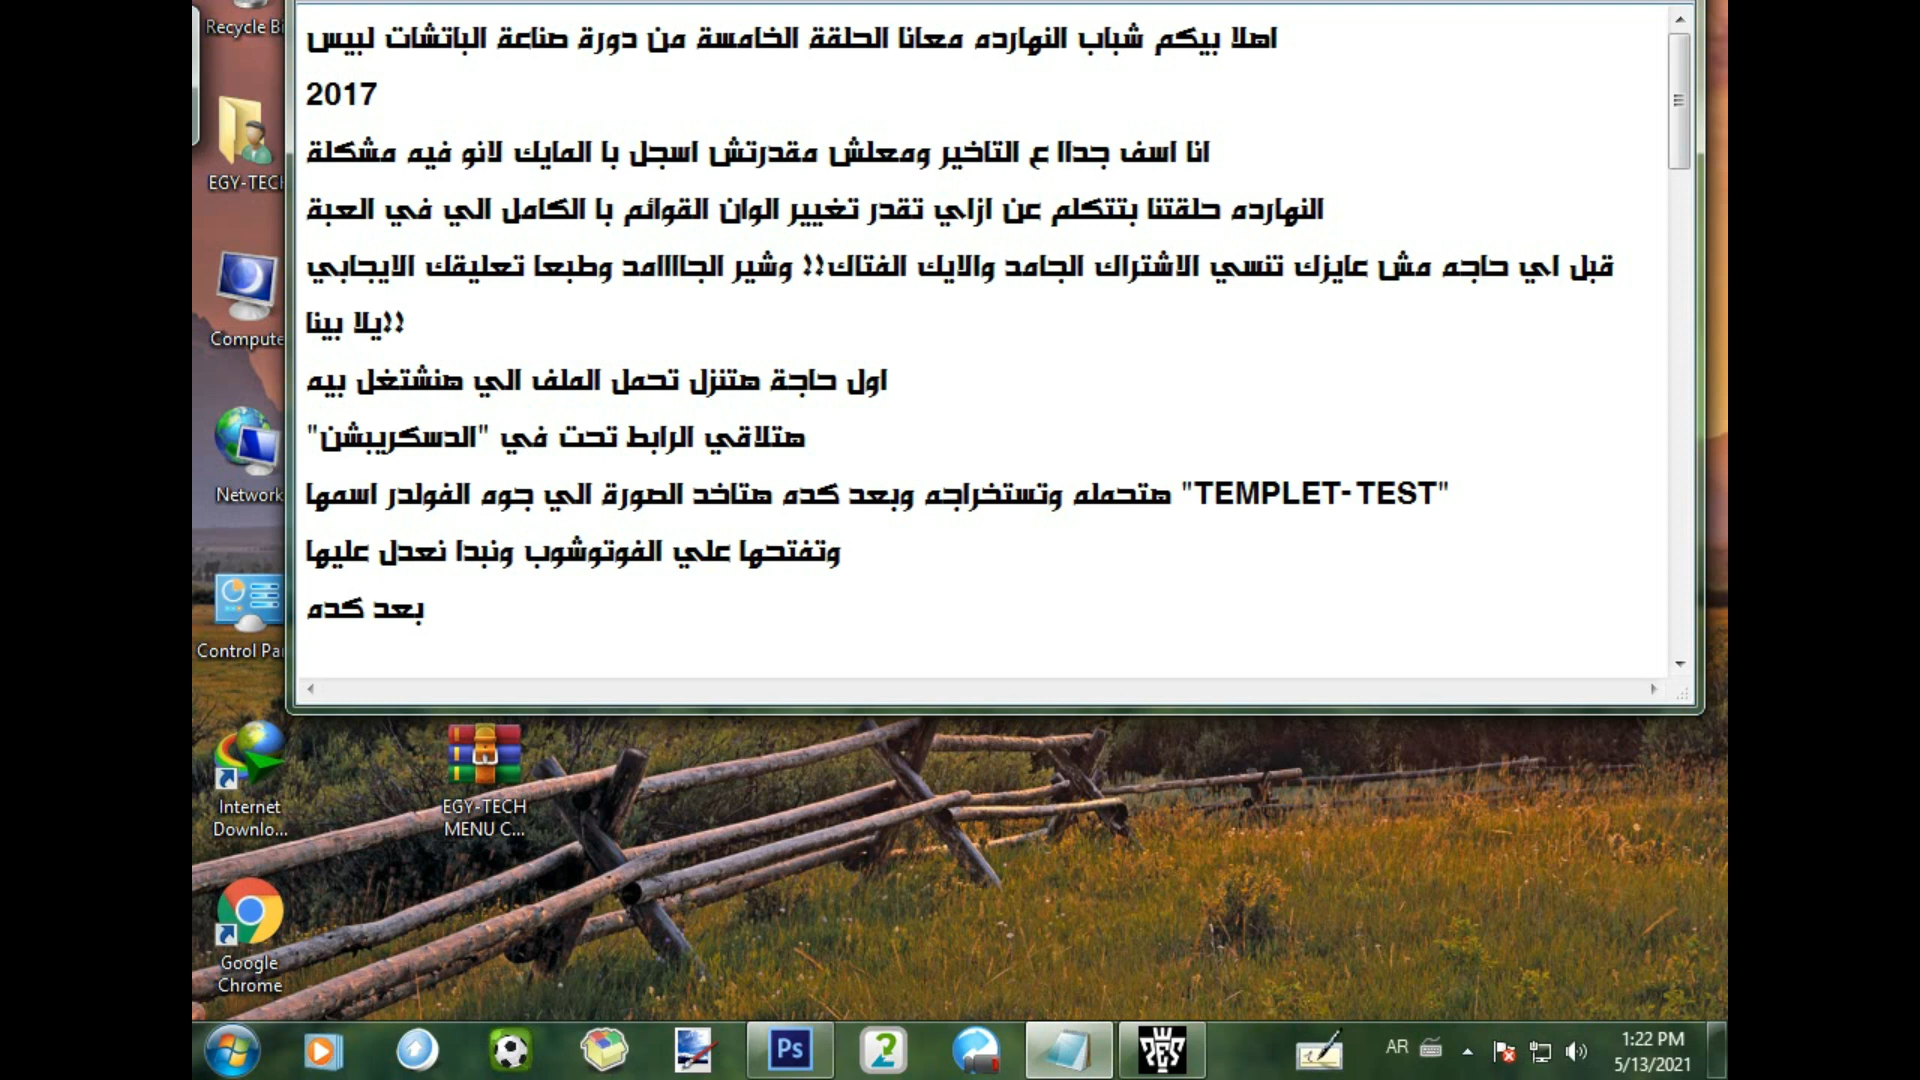 Recycle Bi
اهلا بيكم شباب النهارده معانا الحلقة الخامسة من دورة صناعة الباتشات لبيس
2017
انا اسف جداا ع التاخير ومعلش مقدرتش اسجل با المايك لانو فيه مشكلة
النهارده حلقتنا بتتكلم عن ازاي تقدر تغيير الوان القوائم با الكامل الي في العبة
قبل اي حاجه مش عايزك تنسي الاشتراك الجامد والايك الفتاك!! وشير الجااااامد وطبعا تعليقك الايجابي
!!يلا بينا
اول حاجة هتنزل تحمل الملف الي هنشتغل بيه
هتلاقي الرابط تحت في "الدسكريبشن"
"TEMPLET-TEST" هتحمله وتستخراجه وبعد كده هتاخد الصورة الي جوه الفولدر اسمها
وتفتحها علي الفوتوشوب ونبدا نعدل عليها
بعد كده
EGY-TECH
Compute
Network
Control Pa
Internet
Downlo...
EGY-TECH
MENU C...
Google
Chrome
Ps
2
PES
AR
1:22 PM
5/13/2021